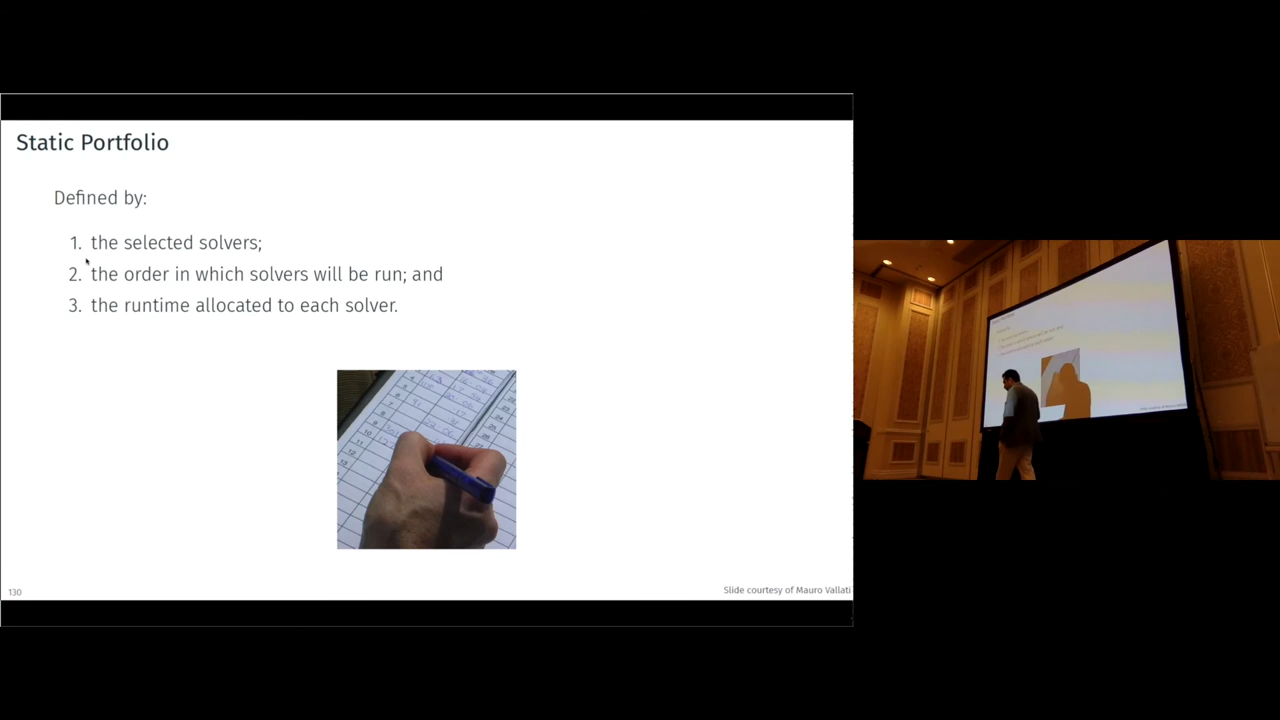 Static Portfolio
Defined by:
1. the selected solvers;
2. the order in which solvers will be run; and
3. the runtime allocated to each solver.
130
Slide courtesy of Mauro Vallati